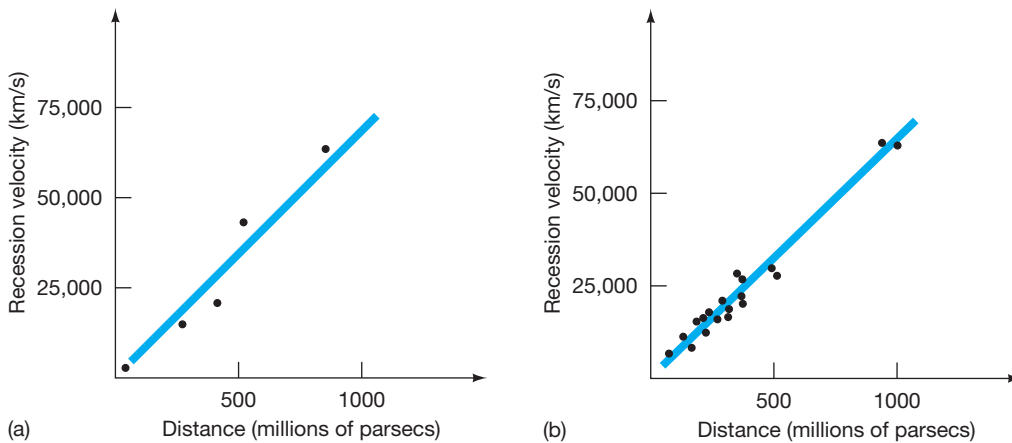 Recession velocity (km/s)
75,000
50,000
25,000
500
1000
(a)
Distance (millions of parsecs)
Recession velocity (km/s)
75,000
50,000
25,000
500
1000
(b)
Distance (millions of parsecs)